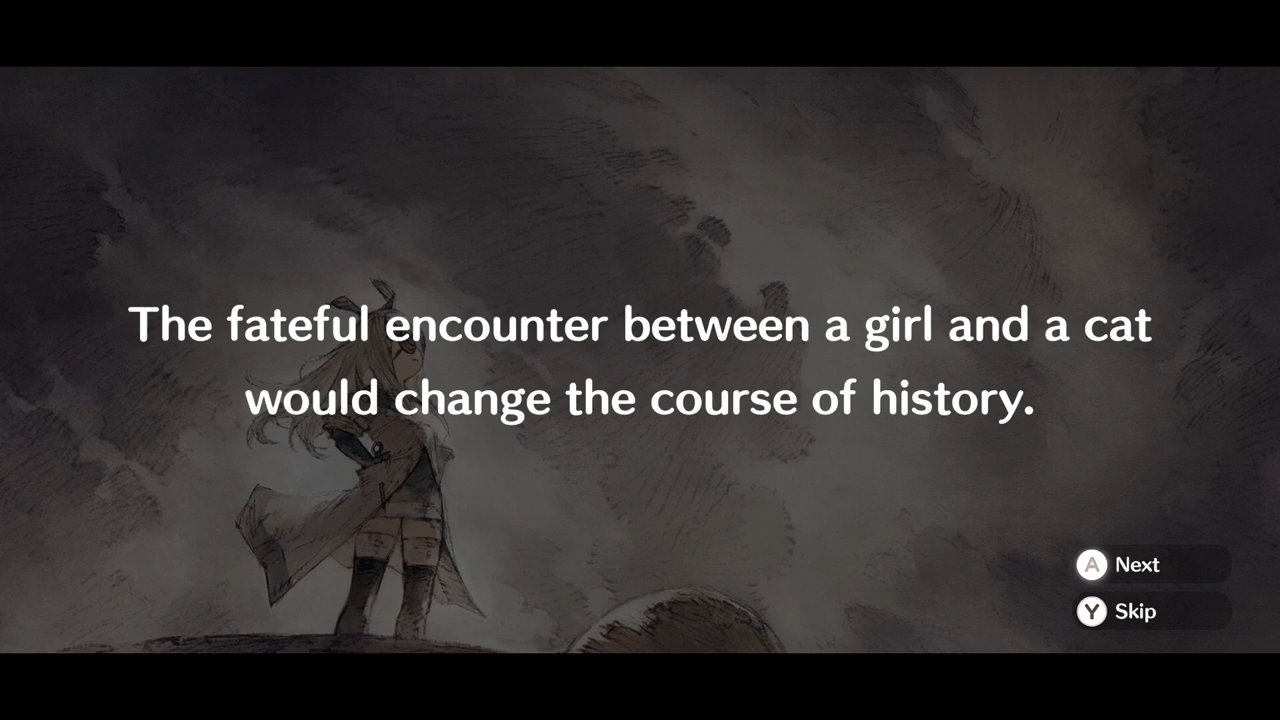 The fateful encounter between a girl and a cat
would change the course of history.
A Next
Y Skip